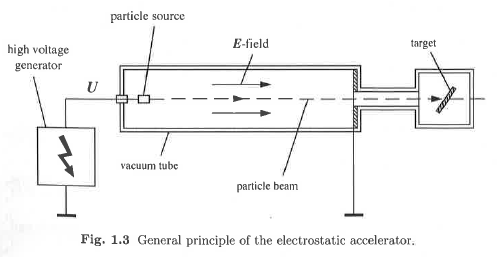 particle source
high voltage
generator
E-field
target
U
vacuum tube
particle beam
Fig. 1.3 General principle of the electrostatic accelerator.